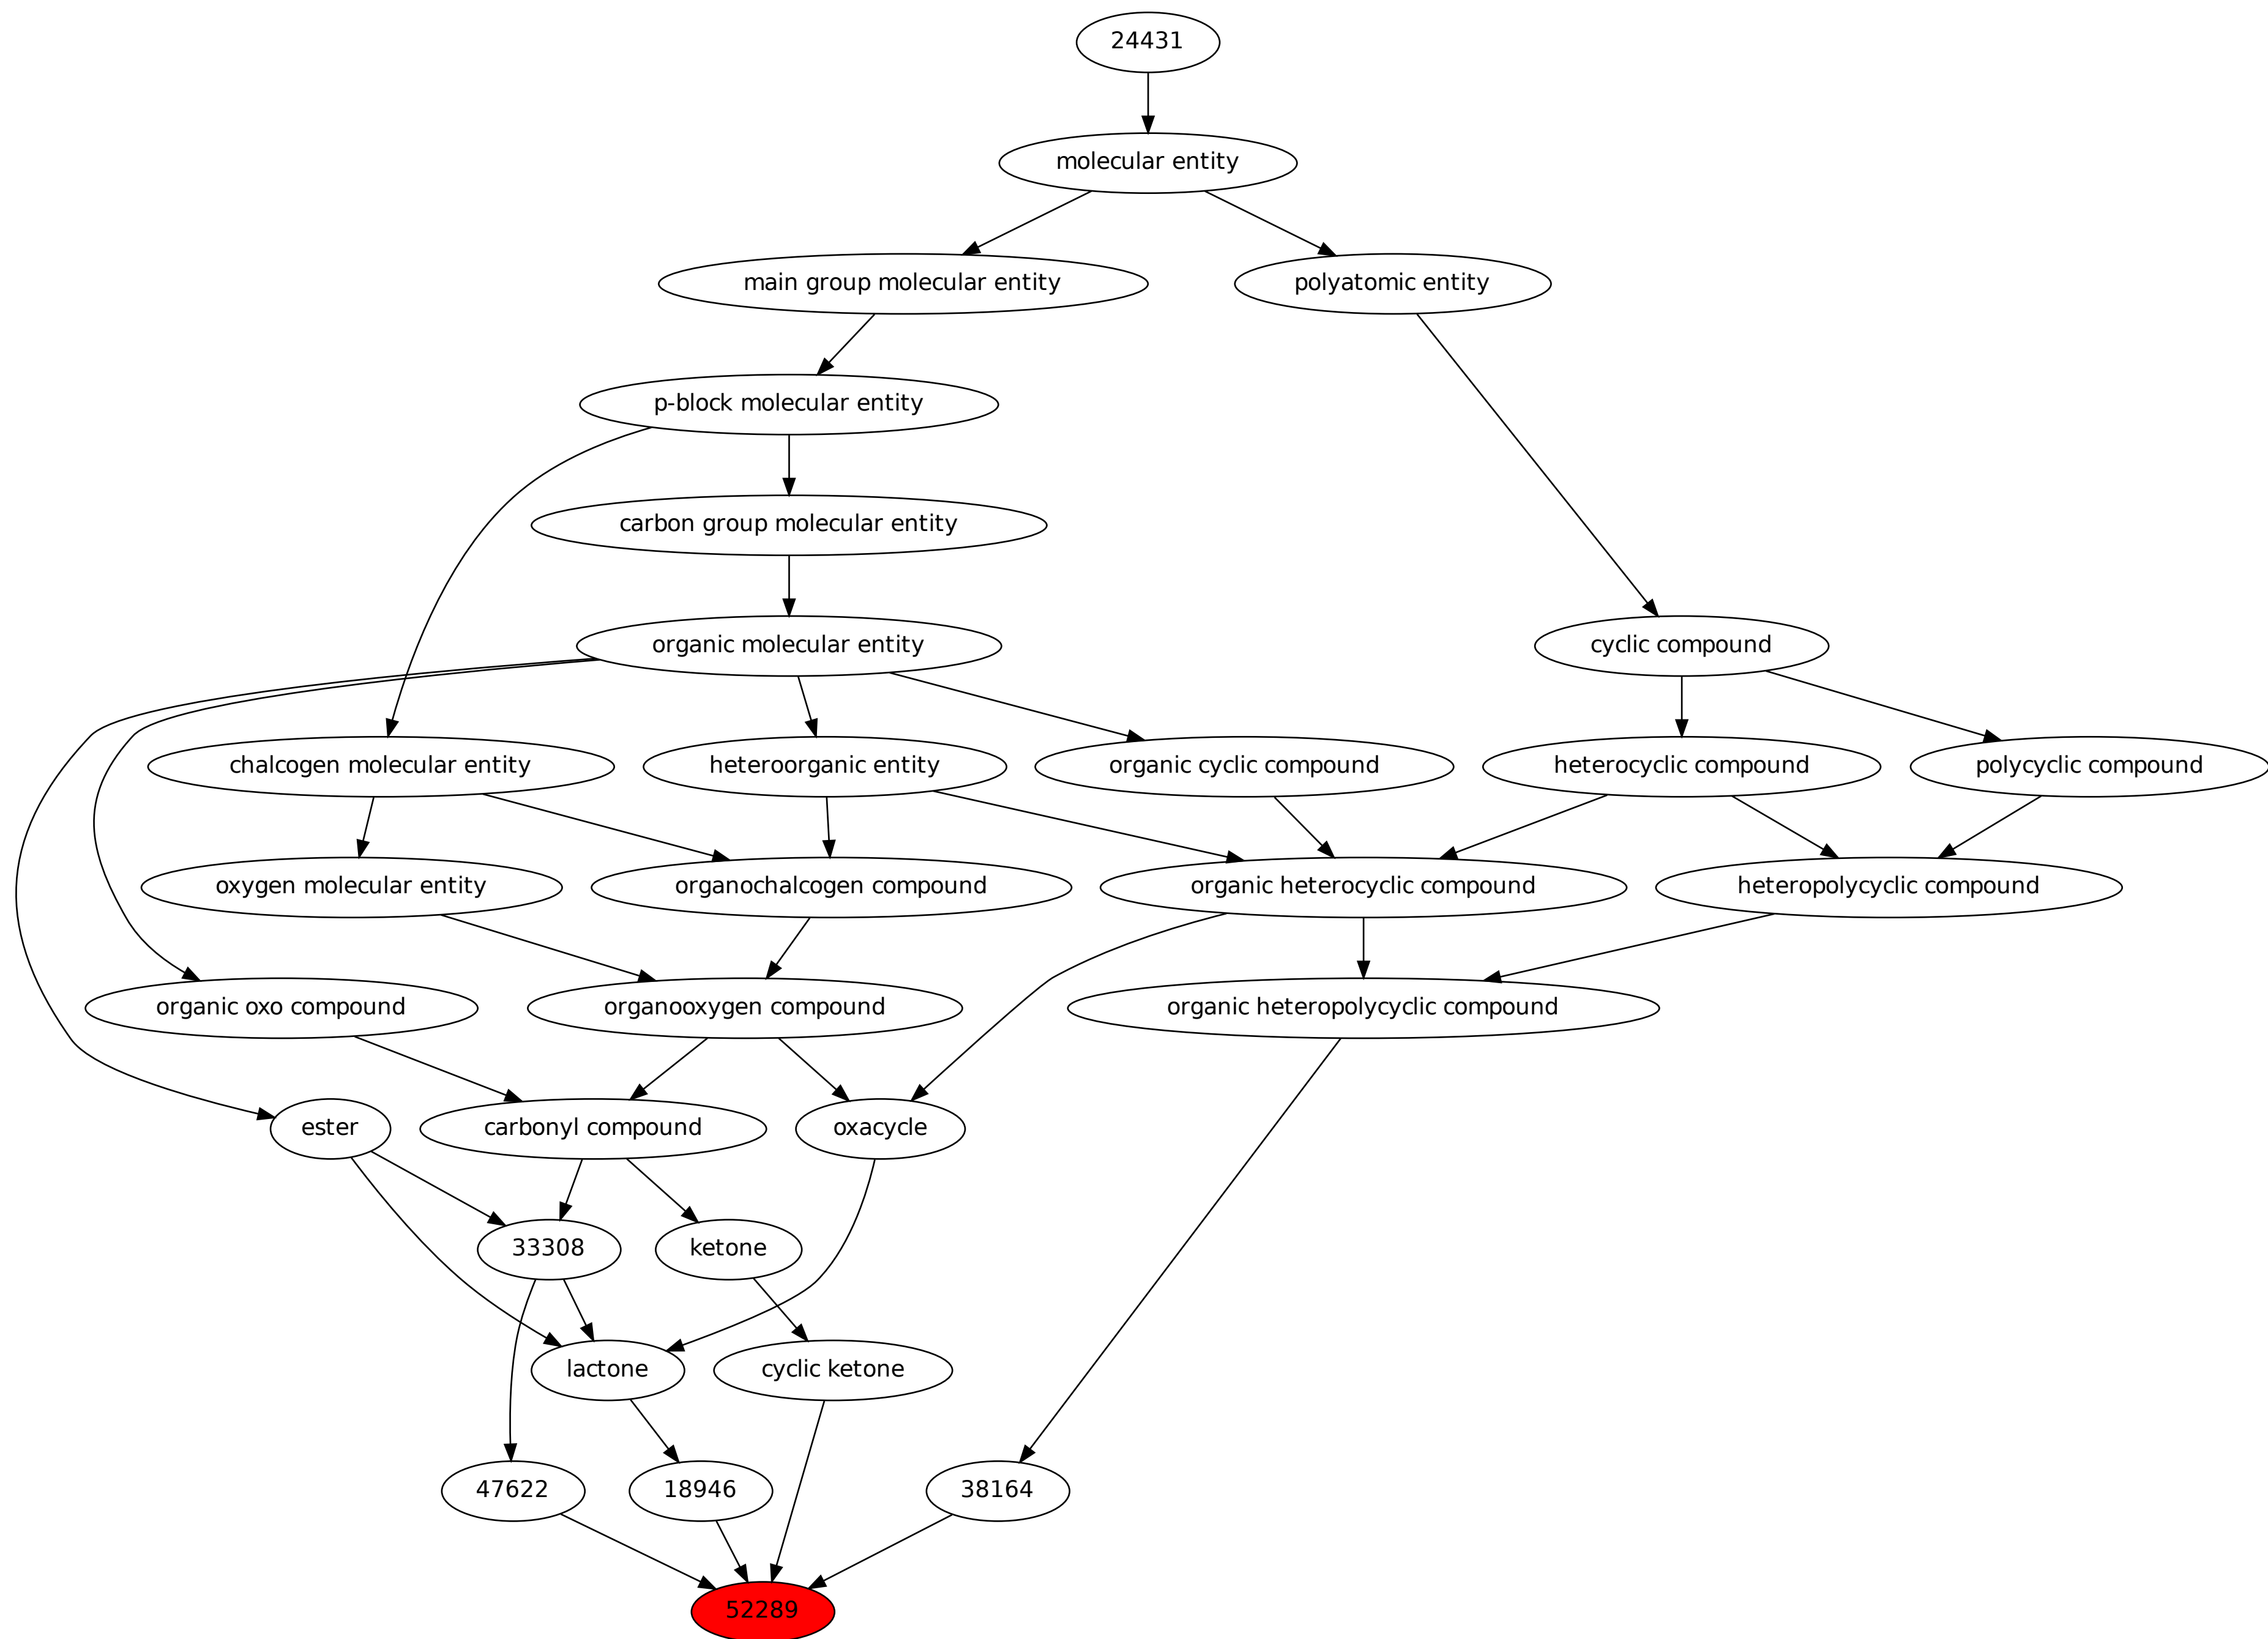 24431
molecular entity
main group molecular entity
polyatomic entity
p-block molecular entity
carbon group molecular entity
organic molecular entity
cyclic compound
chalcogen molecular entity
heteroorganic entity
organic cyclic compound
heterocyclic compound
polycyclic compound
oxygen molecular entity
organochalcogen compound
organic heterocyclic compound
heteropolycyclic compound
organic oxo compound
organooxygen compound
organic heteropolycyclic compound
ester
carbonyl compound
oxacycle
33308
ketone
lactone
cyclic ketone
47622
18946
38164
52289